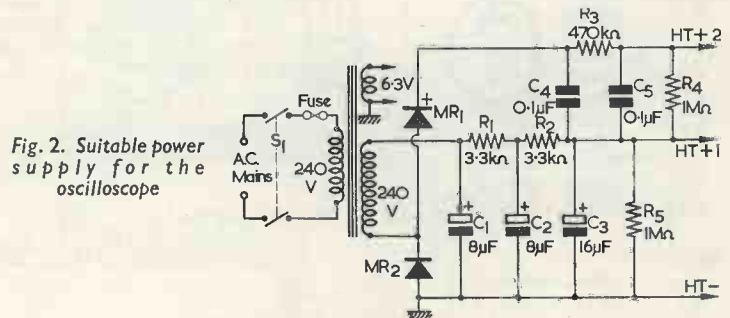 Fig. 2. Suitable power
supply for the
oscilloscope
A.C.
Mains
S1
Fuse
240
V
6·3V
240
V
MR1
MR2
+
R1
3·3kΩ
R2
3·3kΩ
R3
470kΩ
C4
0·1μF
C5
0·1μF
R4
1MΩ
HT+2
HT+1
+
C1
8μF
+
C2
8μF
+
C3
16μF
R5
1MΩ
HT-